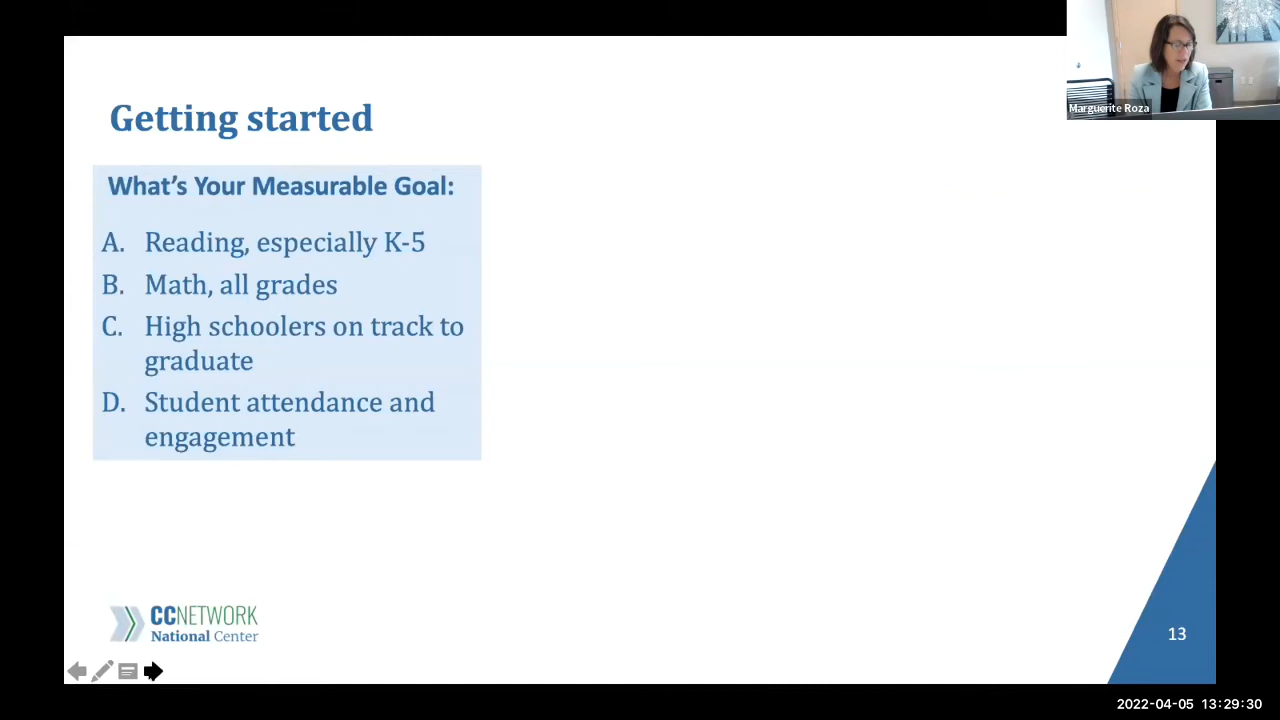 Getting started
What's Your Measurable Goal:
A. Reading, especially K-5
B. Math, all grades
C. High schoolers on track to
graduate
D. Student attendance and
engagement
CCNETWORK
National Center
13
Marguerite Roza
2022-04-05 13:29:30